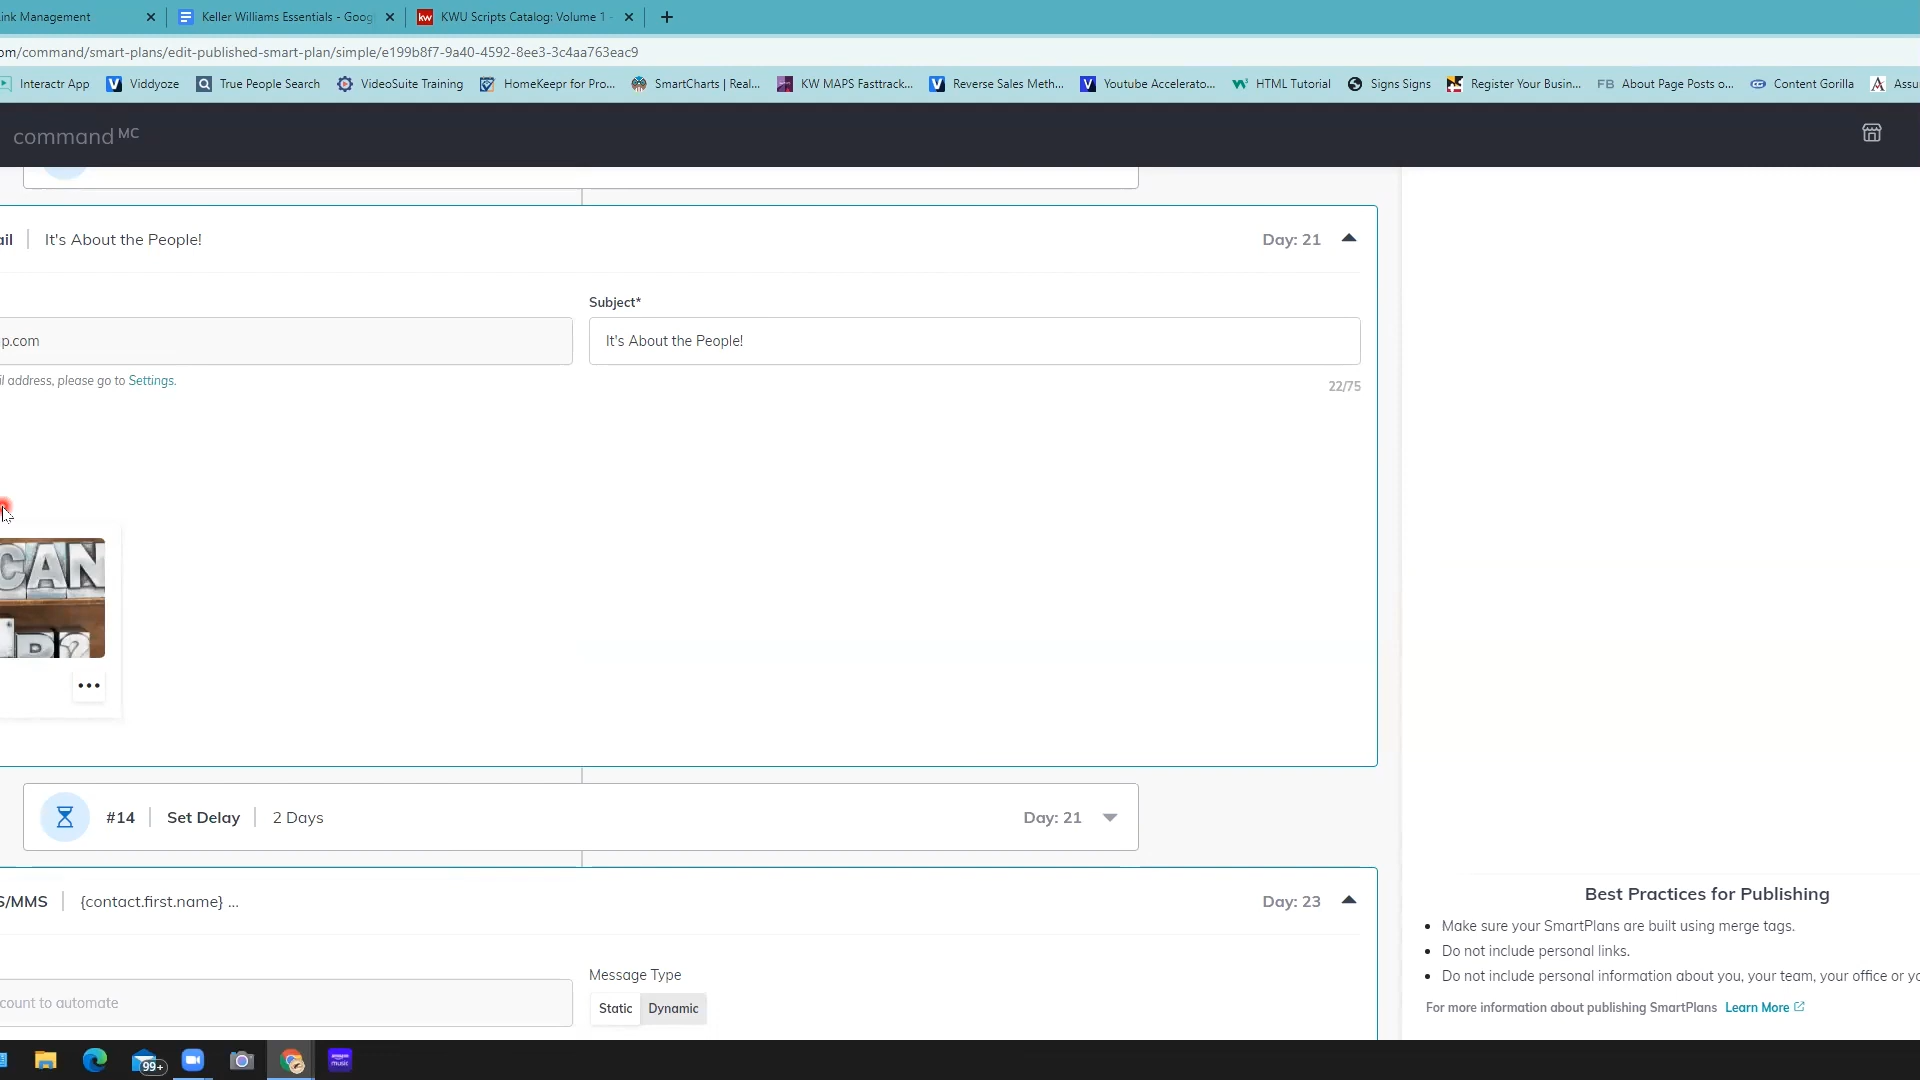 ink Management
Keller Williams Essentials - Goog
KWU Scripts Catalog: Volume 1 -
om/command/smart-plans/edit-published-smart-plan/simple/e199b8f7-9a40-4592-8ee3-3c4aa763eac9
Interactr App
Viddyoze
True People Search
VideoSuite Training
HomeKeepr for Pro...
SmartCharts | Real...
KW MAPS Fasttrack...
Reverse Sales Meth...
Youtube Accelerato...
HTML Tutorial
Signs Signs
Register Your Busin...
FB About Page Posts o...
Content Gorilla
Assu
command MC
ail | It's About the People!
Day: 21
Subject*
p.com
It's About the People!
il address, please go to Settings.
22/75
CAN
P?
#14 | Set Delay | 2 Days
Day: 21
S/MMS | {contact.first.name} ...
Day: 23
Message Type
count to automate
Static Dynamic
Best Practices for Publishing
• Make sure your SmartPlans are built using merge tags.
• Do not include personal links.
• Do not include personal information about you, your team, your office or yo
For more information about publishing SmartPlans Learn More
99+
amazon music